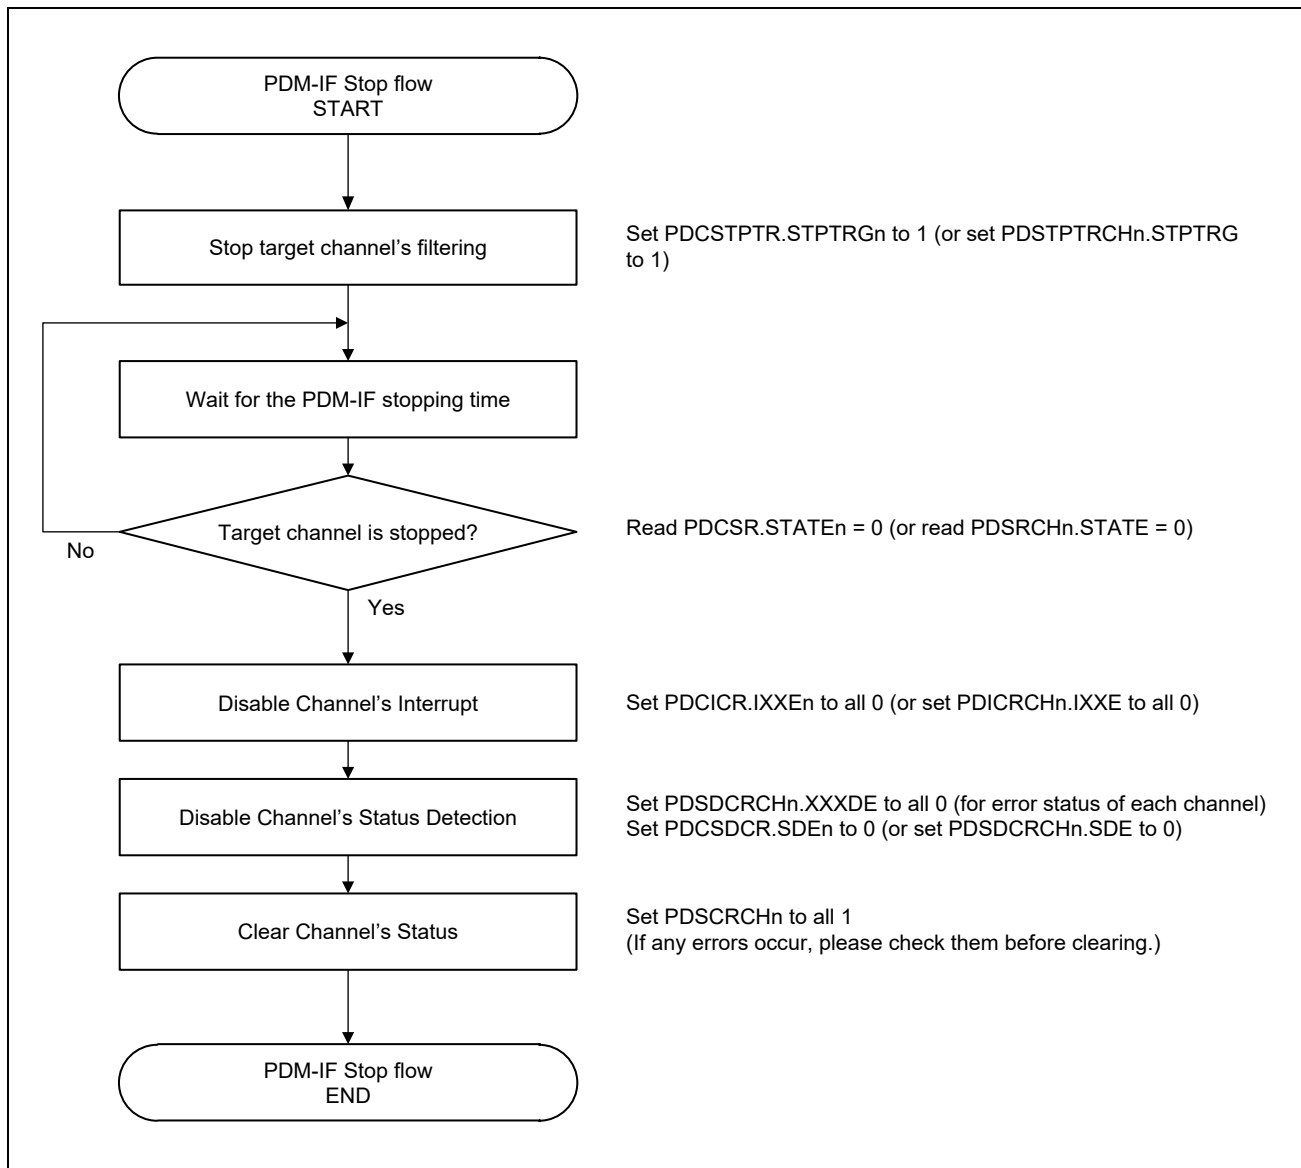 PDM-IF Stop flow
START
Stop target channel's filtering
Set PDCSTPTR.STPTRGn to 1 (or set PDSTPTRCHn.STPTRG
to 1)
Wait for the PDM-IF stopping time
Target channel is stopped?
Read PDCSR.STATEn = 0 (or read PDSRCHn.STATE = 0)
No
Yes
Disable Channel's Interrupt
Set PDCICR.IXXEn to all 0 (or set PDICRCHn.IXXE to all 0)
Disable Channel's Status Detection
Set PDSDCRCHn.XXXDE to all 0 (for error status of each channel)
Set PDCSDCR.SDEn to 0 (or set PDSDCRCHn.SDE to 0)
Clear Channel's Status
Set PDSCRCHn to all 1
(If any errors occur, please check them before clearing.)
PDM-IF Stop flow
END